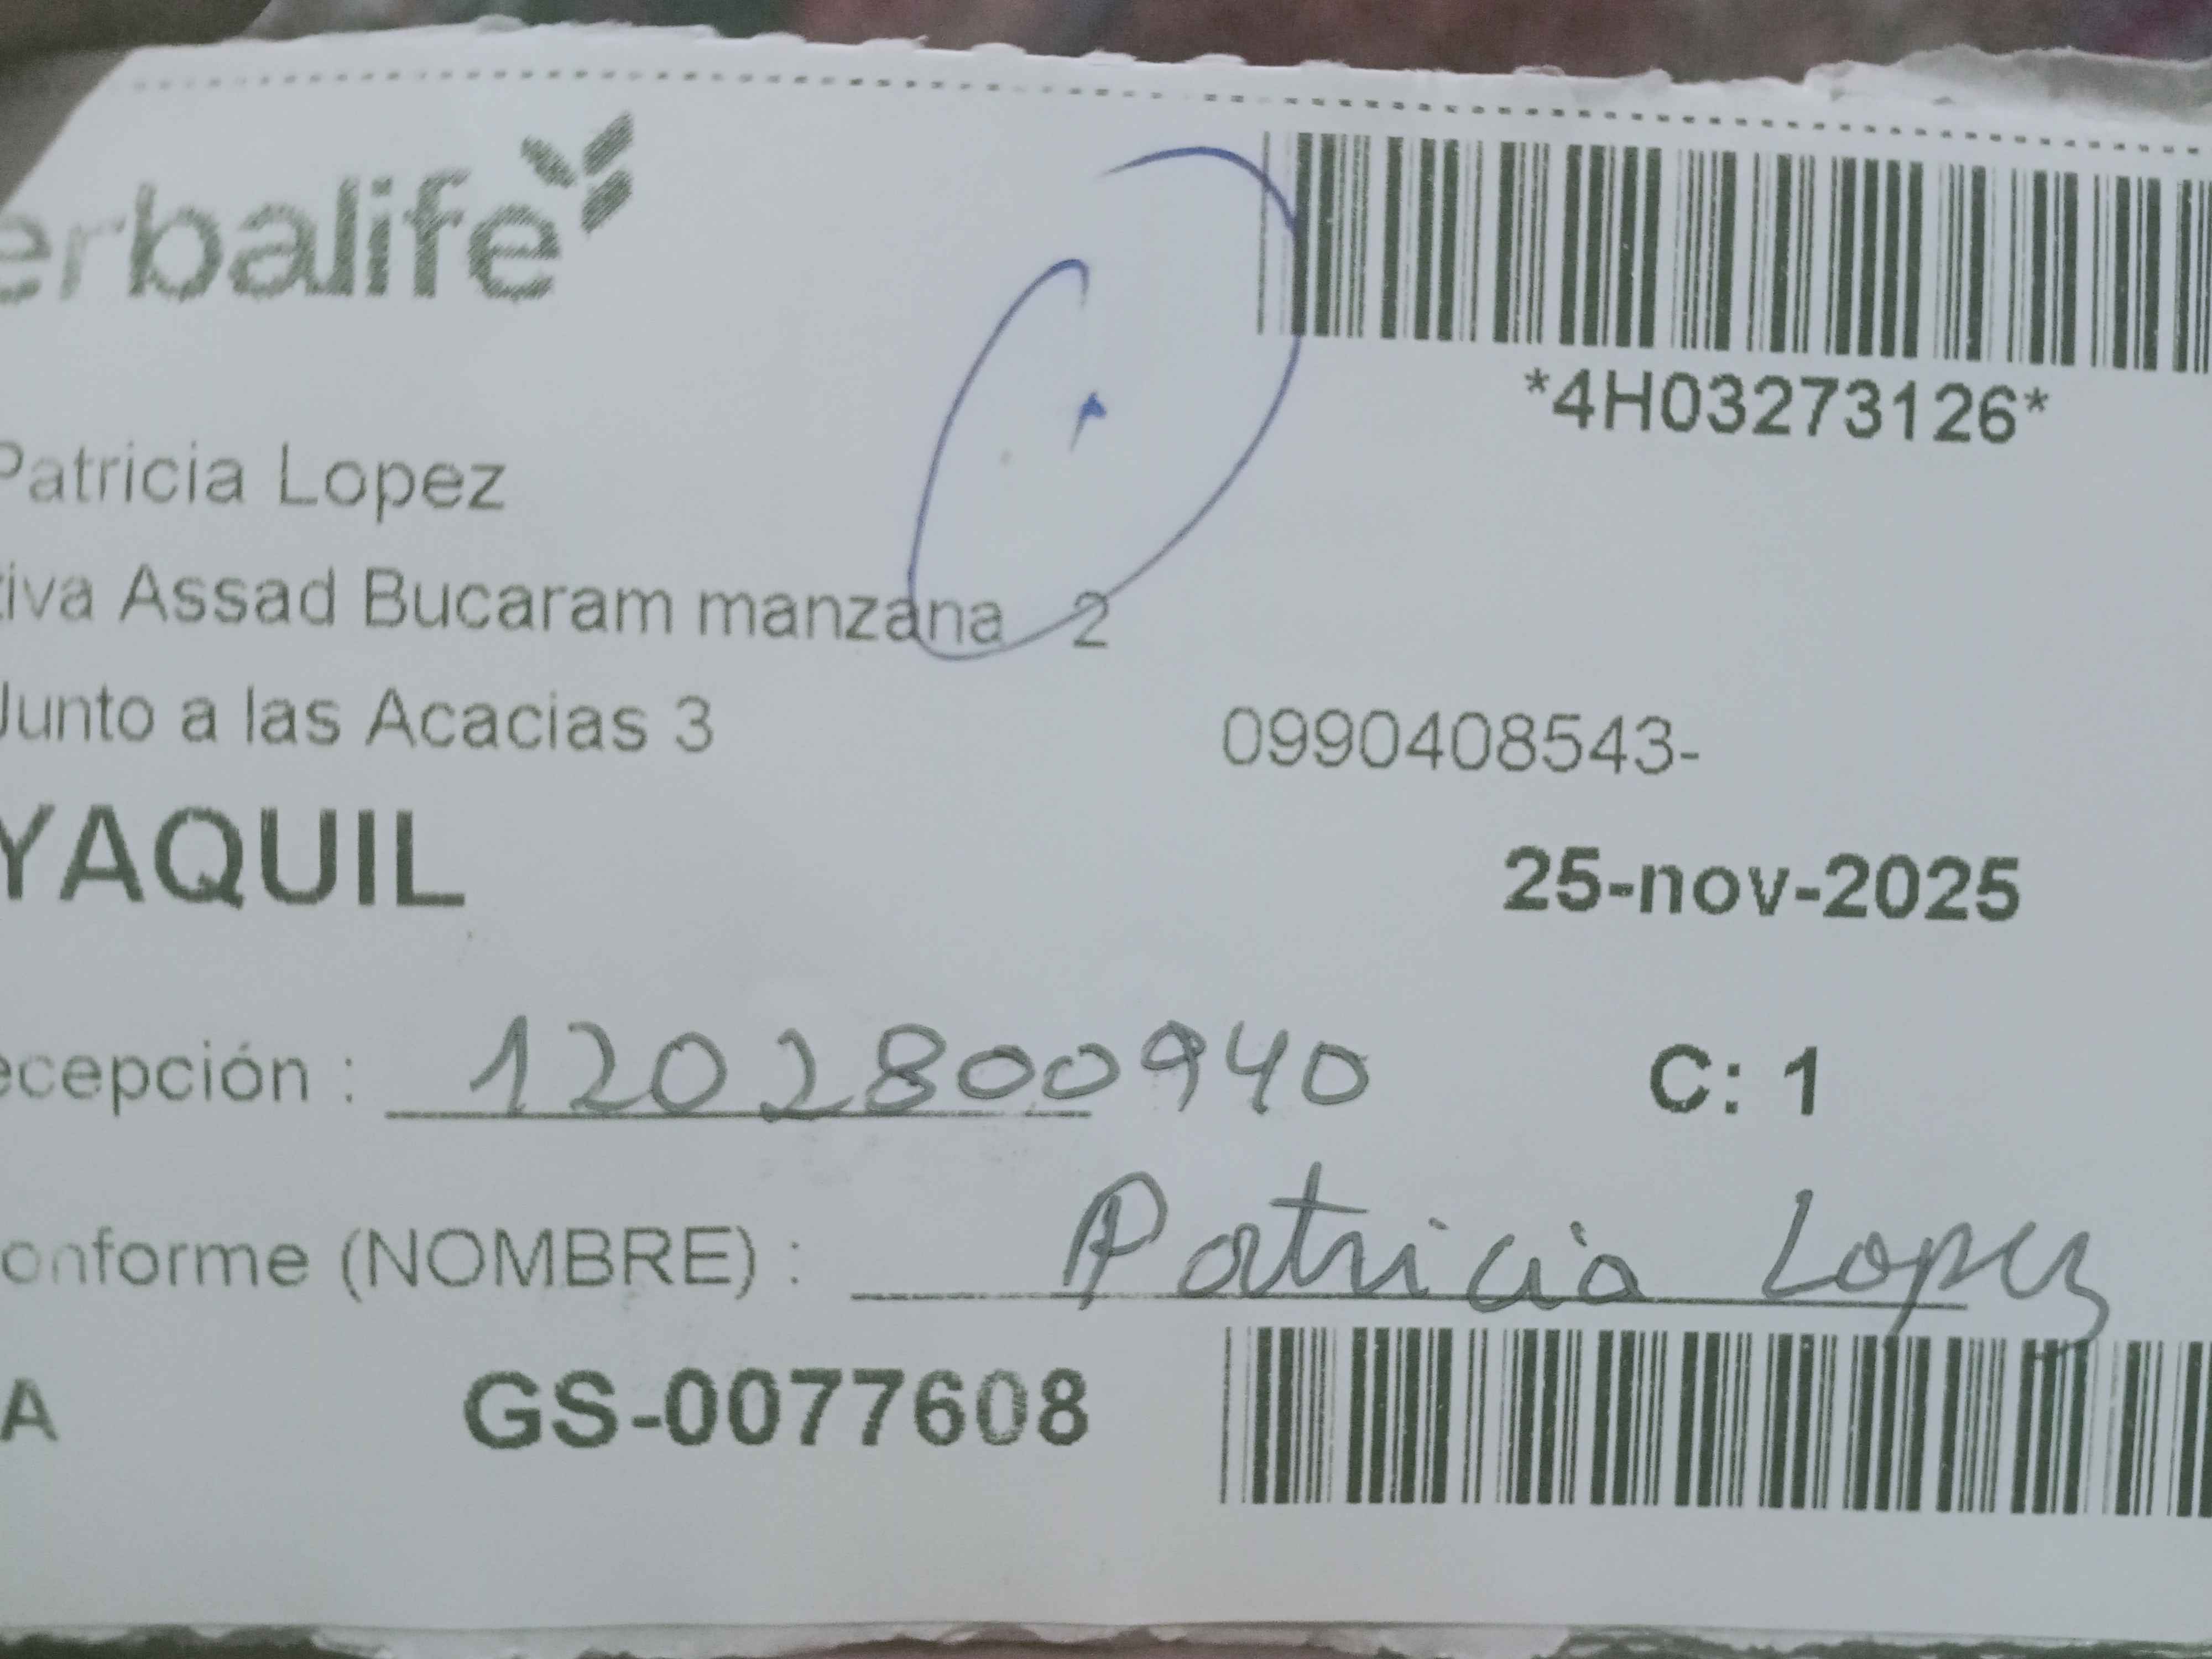 erbalife
*4H03273126*
Patricia Lopez
tiva Assad Bucaram manzana 2
Junto a las Acacias 3 0990408543-
YAQUIL 25-nov-2025
ecepción : 1202800940 C: 1
onforme (NOMBRE) : Patricia Lopez
A GS-0077608